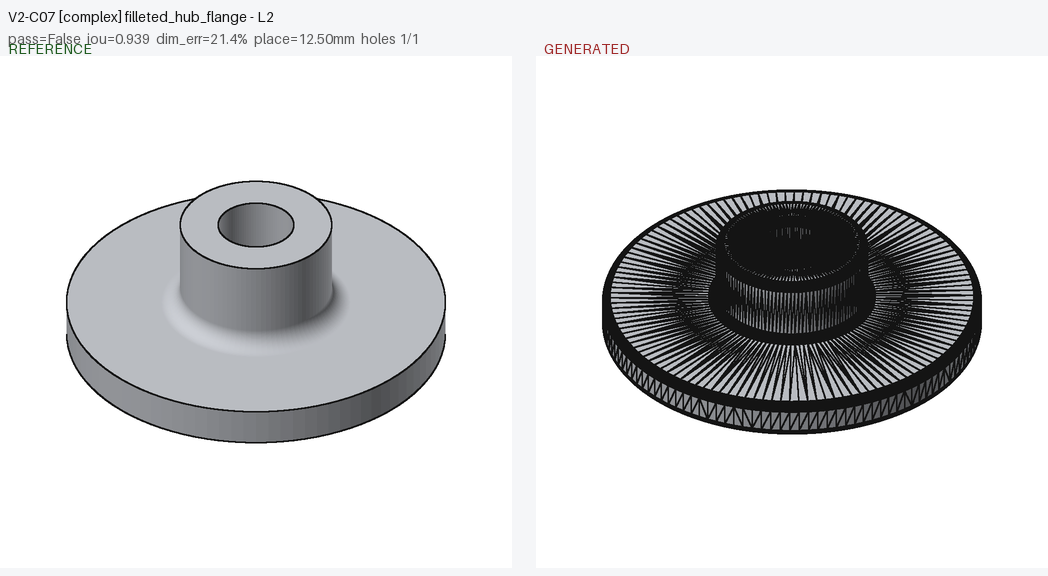 V2-C07 [complex] filleted_hub_flange - L2
pass=False iou=0.939 dim_err=21.4% place=12.50mm holes 1/1
REFERENCE
GENERATED